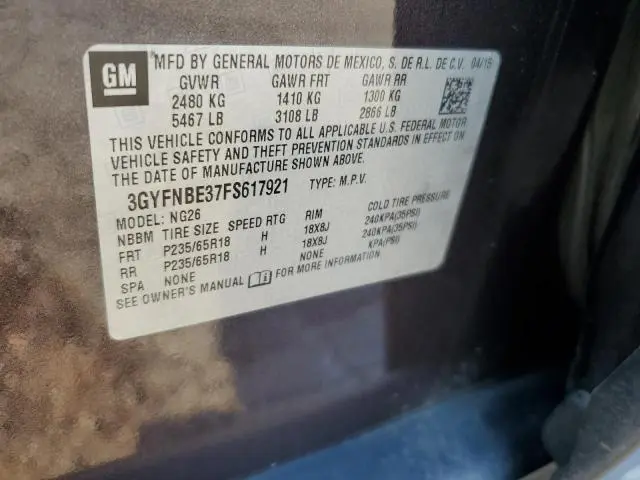 GM
MFD BY GENERAL MOTORS DE MEXICO, S. DE R.L. DE C.V. 04/15
GVWR GAWR FRT GAWR RR
2480 KG 1410 KG 1300 KG
5467 LB 3108 LB 2866 LB
THIS VEHICLE CONFORMS TO ALL APPLICABLE U.S. FEDERAL MOTOR
VEHICLE SAFETY AND THEFT PREVENTION STANDARDS IN EFFECT ON
THE DATE OF MANUFACTURE SHOWN ABOVE.
3GYFNBE37FS617921 TYPE: M.P.V.
MODEL: NG26
NBBM TIRE SIZE SPEED RTG RIM COLD TIRE PRESSURE
FRT P235/65R18 H 18X8J 240KPA(35PSI)
RR P235/65R18 H 18X8J 240KPA(35PSI)
SPA NONE NONE KPA(PSI)
SEE OWNER'S MANUAL FOR MORE INFORMATION